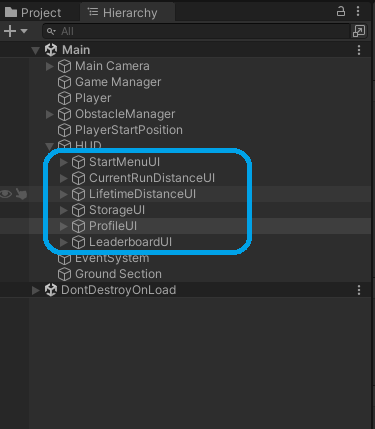 Project
Hierarchy
All
Main
Main Camera
Game Manager
Player
ObstacleManager
PlayerStartPosition
HUD
StartMenuUI
CurrentRunDistanceUI
LifetimeDistanceUI
StorageUI
ProfileUI
LeaderboardUI
EventSystem
Ground Section
DontDestroyOnLoad